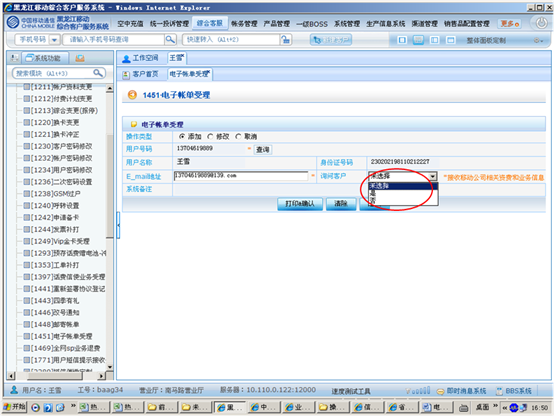 黑龙江移动综合客户服务系统 - Windows Internet Explorer
中国移动通信
CHINA MOBILE
黑龙江移动
综合客户服务系统
空中充值 统一投诉管理 综合客服 帐务管理 产品管理 一级BOSS 系统管理 生产信息系统 渠道管理 销售品配置管理 更多
手机号码 请输入手机号码查询 快速转入 (Alt+2) 整体面板定制
系统功能
工作空间 王雪
搜索模块 (Alt+3)
客户首页 电子帐单受理
[1211]帐户资料变更
[1212]付费计划变更
[1213]综合变更(拆停)
[1220]换卡变更
[1221]换卡冲正
[1230]客户密码修改
[1232]帐户密码修改
[1234]用户密码修改
[1236]二次密码设置
[1238]GSM过户
[1240]呼转设置
[1242]申请备卡
[1244]发票补打
[1249]Vip金卡受理
[1293]预存话费赠电池-冲
[1353]工单补打
[1397]话费信使业务受理
[1441]重新签署协议登记
[1443]四季有礼
[1446]改号通知
[1448]邮寄帐单
[1451]电子帐单受理
[1469]全网sp业务退费
[1771]用户短信提示接收
1451电子帐单受理
电子帐单受理
操作类型 添加 修改 取消
用户号码 13704619889 * 查询
用户名称 王雪 身份证号码 230202198110212227
E_mail地址 13704619889@139.com * 询问客户 未选择 *接收移动公司相关资费和业务信息
未选择
是
否
系统备注
打印&确认 清除
用户名：王雪 工号：baag34 营业厅：南马路营业厅 服务器：10.110.0.122:12000 速度测试工具 即时消息系统 BBS系统
开始 桌面 16:50